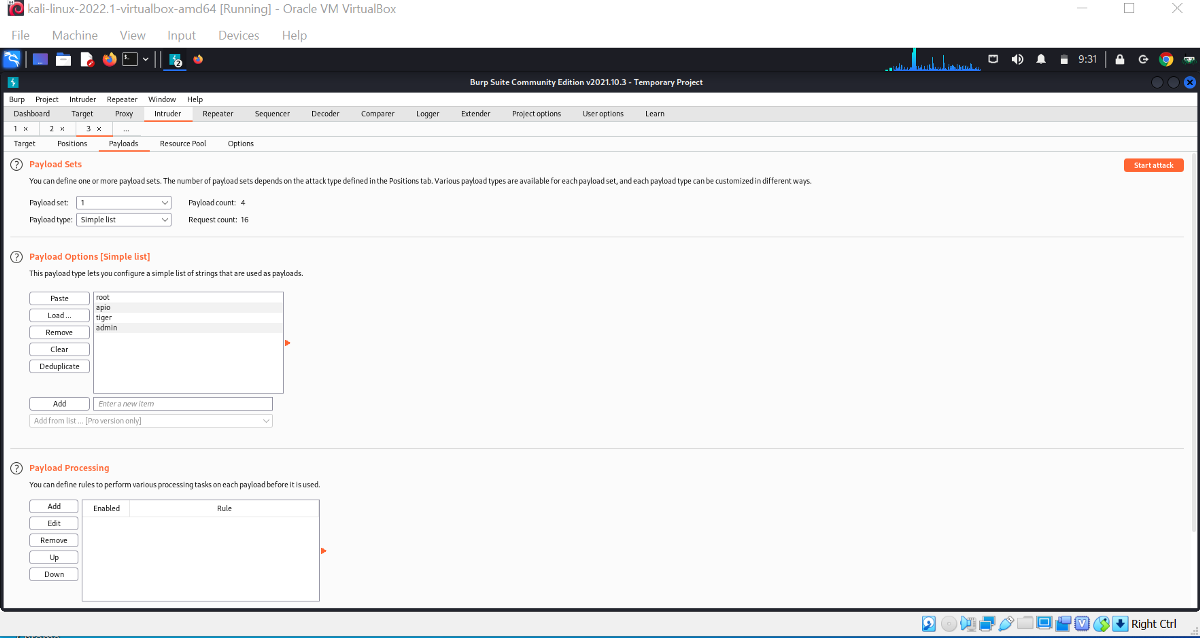 kali-linux-2022.1-virtualbox-amd64 [Running] - Oracle VM VirtualBox
File Machine View Input Devices Help
2 9:31
Burp Suite Community Edition v2021.10.3 - Temporary Project
Burp Project Intruder Repeater Window Help
Dashboard Target Proxy Intruder Repeater Sequencer Decoder Comparer Logger Extender Project options User options Learn
1 × 2 × 3 × ...
Target Positions Payloads Resource Pool Options
? Payload Sets Start attack
You can define one or more payload sets. The number of payload sets depends on the attack type defined in the Positions tab. Various payload types are available for each payload set, and each payload type can be customized in different ways.
Payload set: 1 Payload count: 4
Payload type: Simple list Request count: 16
? Payload Options [Simple list]
This payload type lets you configure a simple list of strings that are used as payloads.
Paste root
apio
Load ... tiger
Remove admin
Clear
Deduplicate
Add Enter a new item
Add from list ... [Pro version only]
? Payload Processing
You can define rules to perform various processing tasks on each payload before it is used.
Add Enabled Rule
Edit
Remove
Up
Down
Right Ctrl